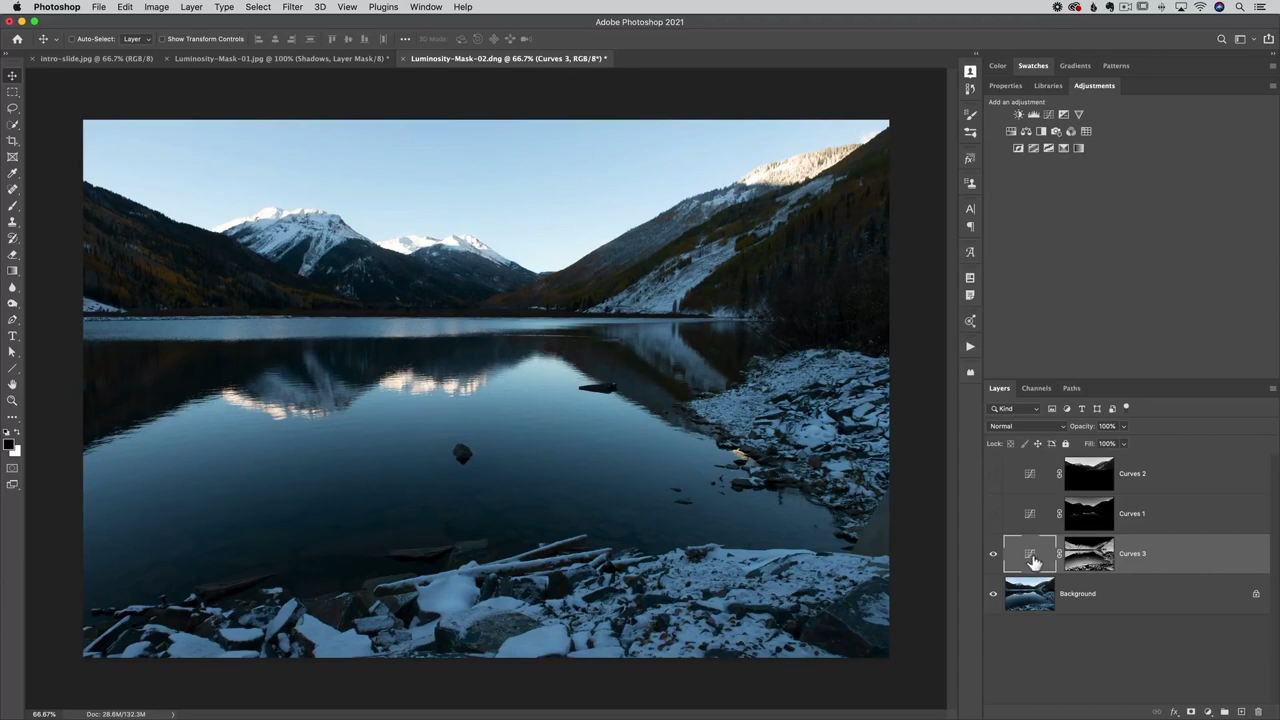 Photoshop File Edit Image Layer Type Select Filter 3D View Plugins Window Help
Adobe Photoshop 2021
Auto-Select: Layer Show Transform Controls 3D Mode:
intro-slide.jpg @ 66.7% (RGB/8) Luminosity-Mask-01.jpg @ 100% (Shadows, Layer Mask/8) * Luminosity-Mask-02.dng @ 66.7% (Curves 3, RGB/8*) *
Color Swatches Gradients Patterns
Properties Libraries Adjustments
Add an adjustment
Layers Channels Paths
Kind
Normal Opacity: 100%
Lock: Fill: 100%
Curves 2
Curves 1
Curves 3
Background
66.67% Doc: 28.6M/132.3M